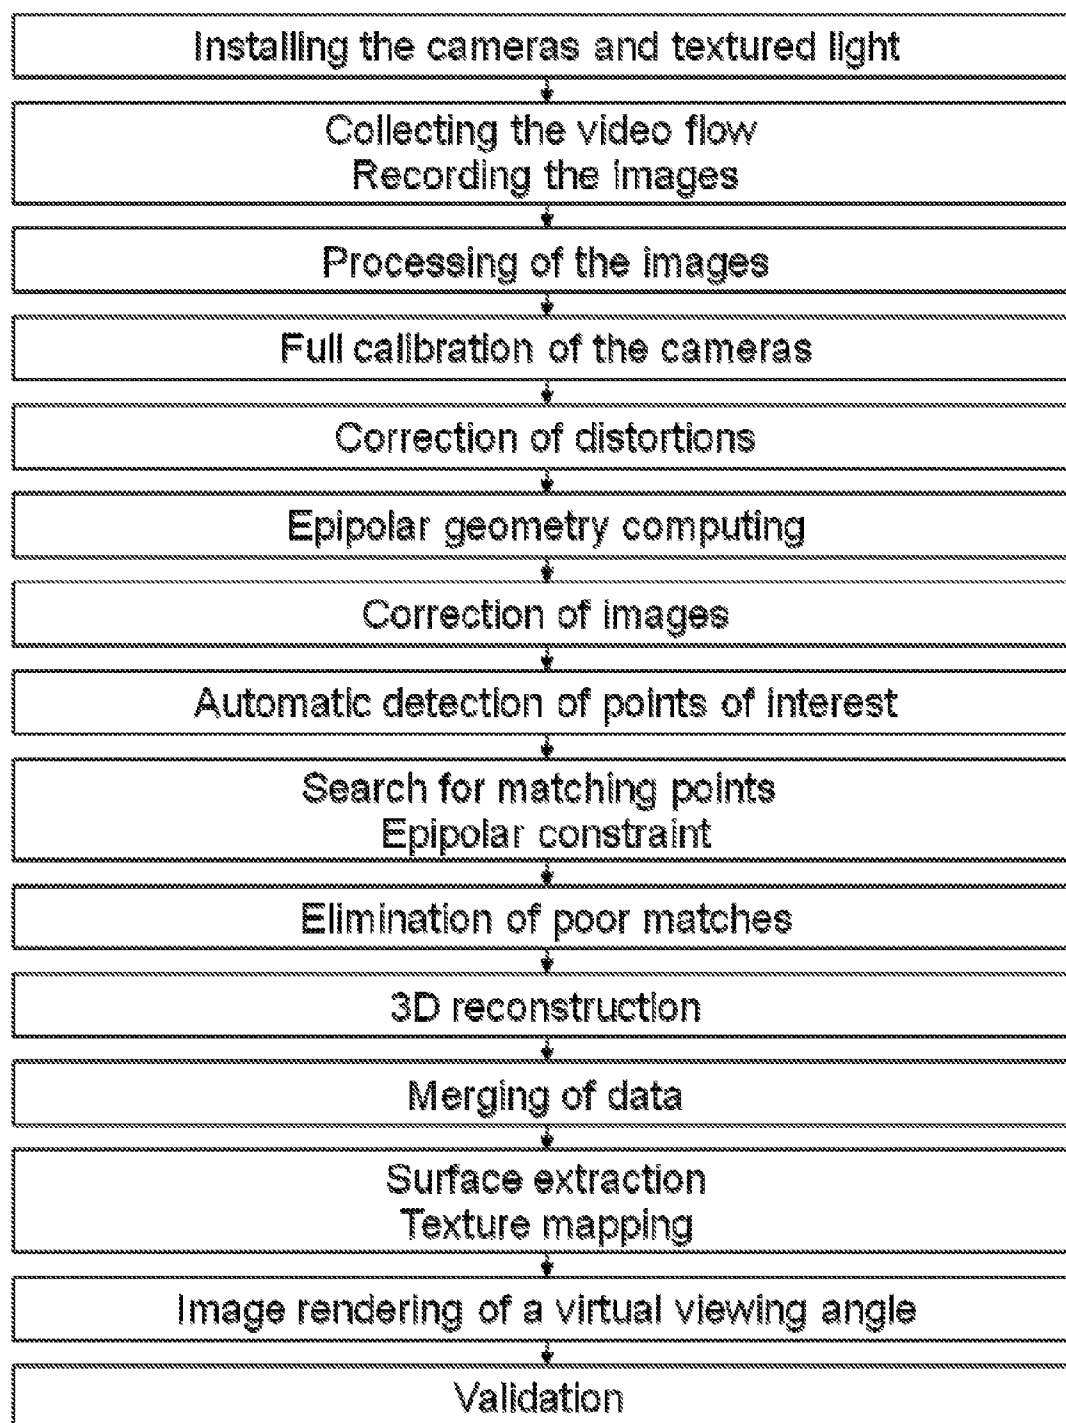 Installing the cameras and textured light
Collecting the video flow
Recording the images
Processing of the images
Full calibration of the cameras
Correction of distortions
Epipolar geometry computing
Correction of images
Automatic detection of points of interest
Search for matching points
Epipolar constraint
Elimination of poor matches
3D reconstruction
Merging of data
Surface extraction
Texture mapping
Image rendering of a virtual viewing angle
Validation